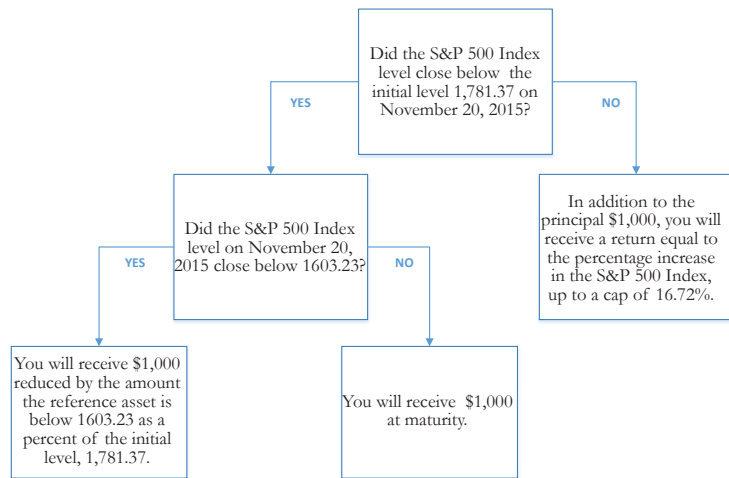 Did the S&P 500 Index
level close below the
initial level 1,781.37 on
November 20, 2015?
YES
NO
Did the S&P 500 Index
level on November 20,
2015 close below 1603.23?
In addition to the
principal $1,000, you will
receive a return equal to
the percentage increase
in the S&P 500 Index,
up to a cap of 16.72%.
YES
NO
You will receive $1,000
reduced by the amount
the reference asset is
below 1603.23 as a
percent of the initial
level, 1,781.37.
You will receive $1,000
at maturity.